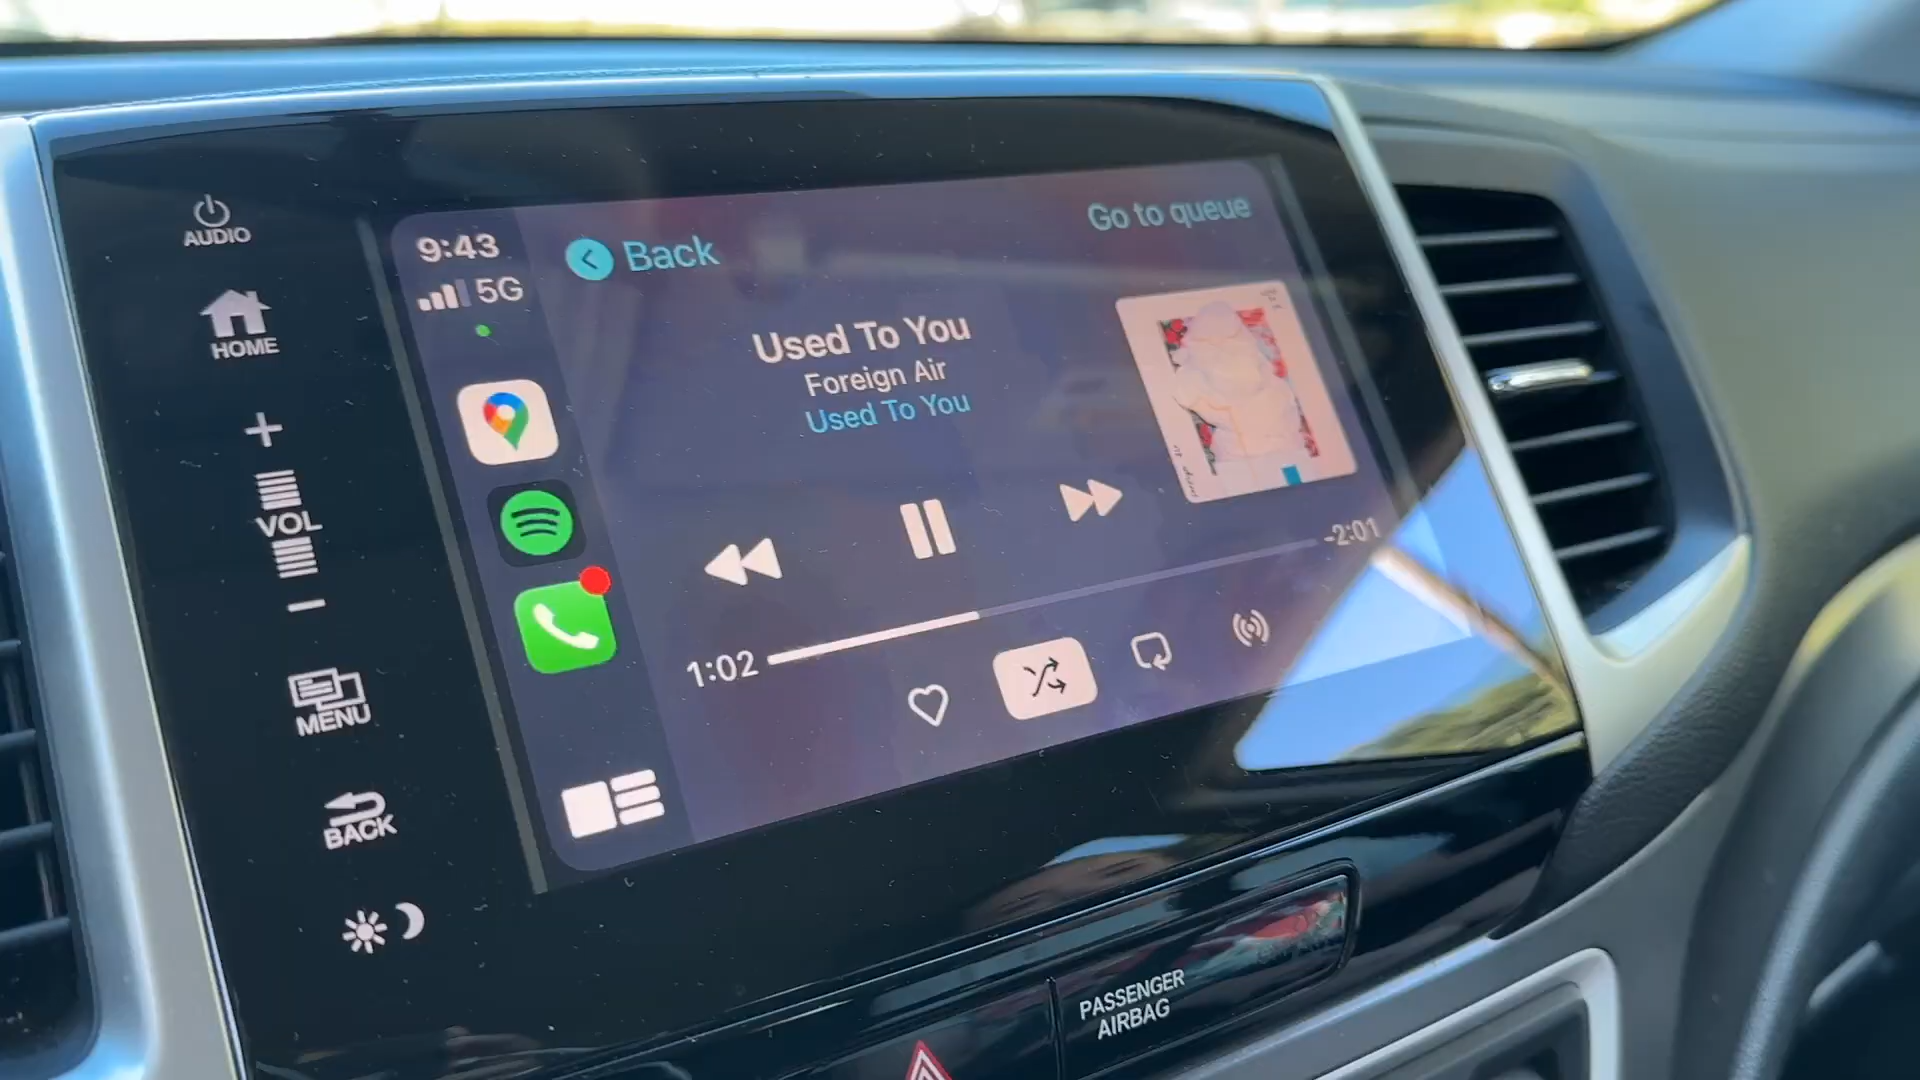 AUDIO
HOME
VOL
MENU
BACK
9:43
5G
Back
Go to queue
Used To You
Foreign Air
Used To You
1:02
-2:01
PASSENGER
AIRBAG